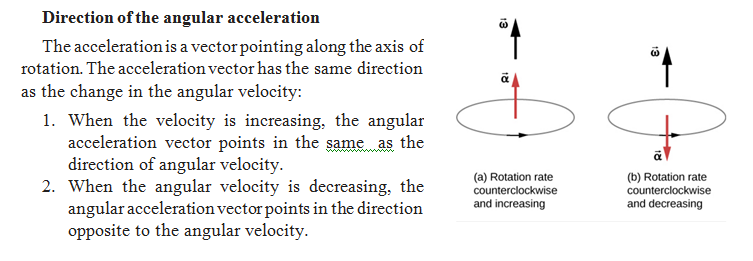 Direction of the angular acceleration
The acceleration is a vector pointing along the axis of
rotation. The acceleration vector has the same direction
as the change in the angular velocity:
1. When the velocity is increasing, the angular
acceleration vector points in the same as the
direction of angular velocity.
2. When the angular velocity is decreasing, the
angular acceleration vector points in the direction
opposite to the angular velocity.
ω⃗
α⃗
(a) Rotation rate
counterclockwise
and increasing
ω⃗
α⃗
(b) Rotation rate
counterclockwise
and decreasing